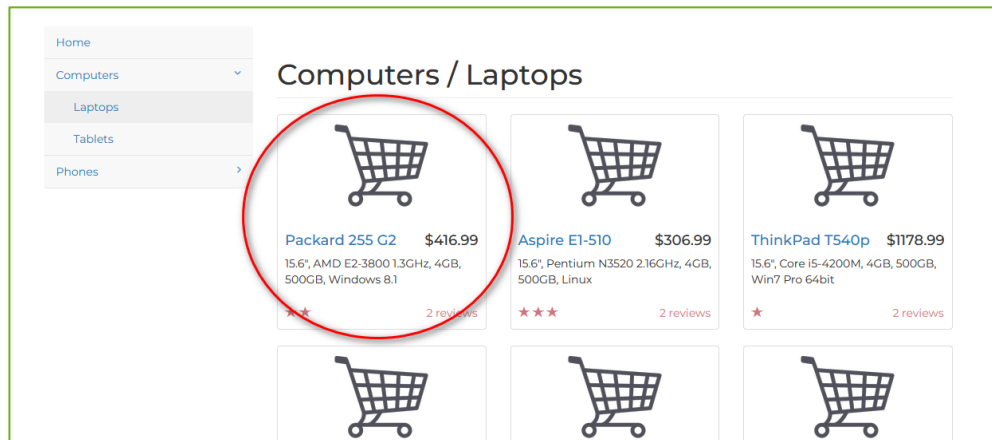 Home
Computers
Laptops
Tablets
Phones
Computers / Laptops
Packard 255 G2 $416.99
15.6", AMD E2-3800 1.3GHz, 4GB,
500GB, Windows 8.1
2 reviews
Aspire E1-510 $306.99
15.6", Pentium N3520 2.16GHz, 4GB,
500GB, Linux
2 reviews
ThinkPad T540p $1178.99
15.6", Core i5-4200M, 4GB, 500GB,
Win7 Pro 64bit
2 reviews